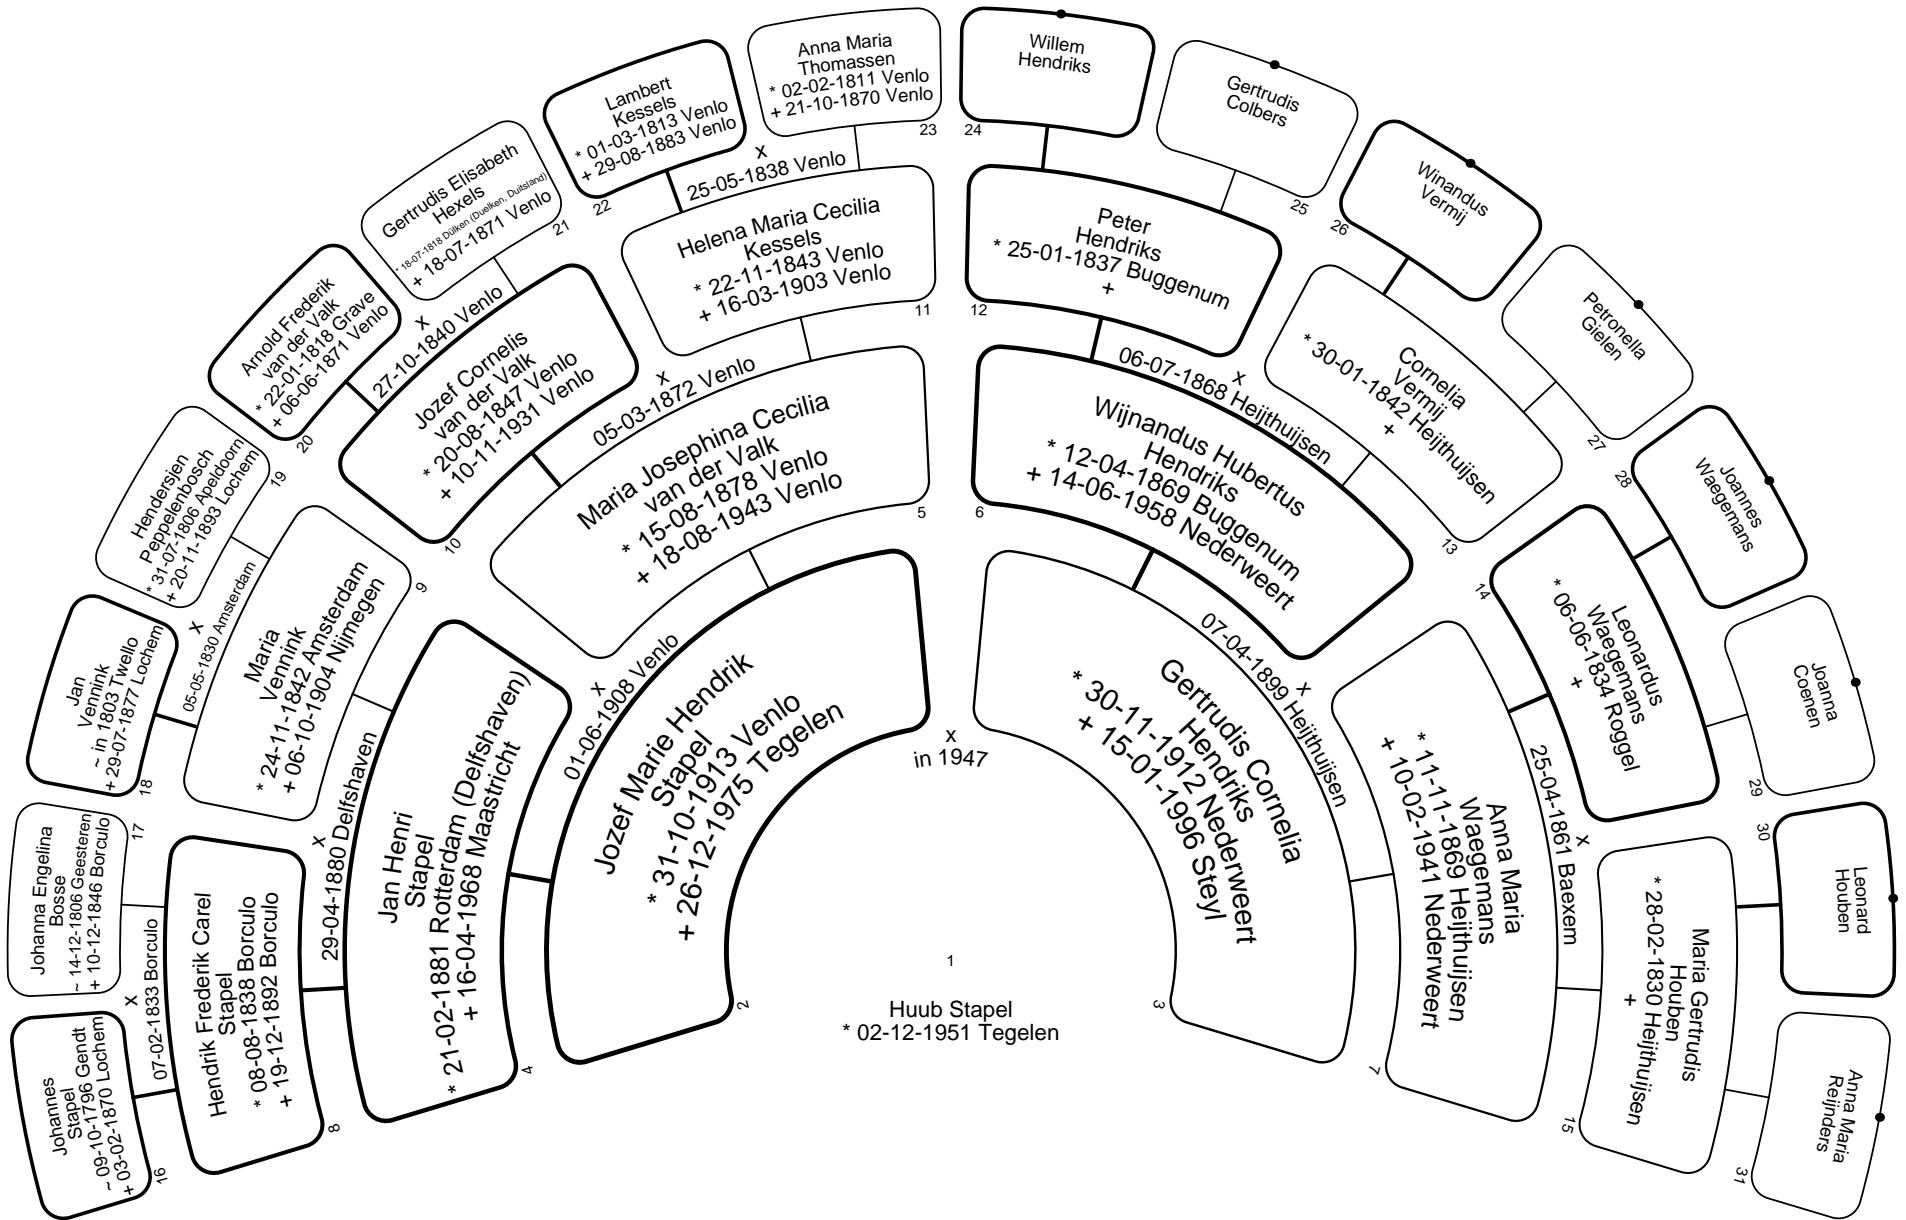 1
Huub Stapel
* 02-12-1951 Tegelen
Jozef Marie Hendrik
Stapel
* 31-10-1913 Venlo
+ 26-12-1975 Tegelen
2
x
in 1947
Gertrudis Cornelia
Hendriks
* 30-11-1912 Nederweert
+ 15-01-1996 Steyl
3
Jan Henri
Stapel
* 21-02-1881 Rotterdam (Delfshaven)
+ 16-04-1968 Maastricht
4
x
01-06-1908 Venlo
Maria Josephina Cecilia
van der Valk
* 15-08-1878 Venlo
+ 18-08-1943 Venlo
5
Wijnandus Hubertus
Hendriks
* 12-04-1869 Buggenum
+ 14-06-1958 Nederweert
6
x
07-04-1899 Heijthuijsen
Anna Maria
Waegemans
* 11-11-1869 Heijthuijsen
+ 10-02-1941 Nederweert
7
Hendrik Frederik Carel
Stapel
* 08-08-1838 Borculo
+ 19-12-1892 Borculo
8
x
29-04-1880 Delfshaven
Maria
Vennink
* 24-11-1842 Amsterdam
+ 06-10-1904 Nijmegen
9
Jozef Cornelis
van der Valk
* 20-08-1847 Venlo
+ 10-11-1931 Venlo
10
x
05-03-1872 Venlo
Helena Maria Cecilia
Kessels
* 22-11-1843 Venlo
+ 16-03-1903 Venlo
11
Peter
Hendriks
* 25-01-1837 Buggenum
+
12
x
06-07-1868 Heijthuijsen
Cornelia
Vermij
* 30-01-1842 Heijthuijsen
+
13
Leonardus
Waegemans
* 06-06-1834 Roggel
+
14
x
25-04-1861 Baexem
Maria Gertrudis
Houben
* 28-02-1830 Heijthuijsen
+
15
Johannes
Stapel
~ 09-10-1796 Gendt
+ 03-02-1870 Lochem
16
x
07-02-1833 Borculo
Johanna Engelina
Bosse
~ 14-12-1806 Geesteren
+ 10-12-1846 Borculo
17
Jan
Vennink
~ in 1803 Twello
+ 29-07-1877 Lochem
18
x
05-05-1830 Amsterdam
Hendersjen
Peppelenbosch
* 31-07-1806 Apeldoorn
+ 20-11-1893 Lochem
19
Arnold Frederik
van der Valk
* 22-01-1818 Grave
+ 06-06-1871 Venlo
20
x
27-10-1840 Venlo
Gertrudis Elisabeth
Hexels
* 18-07-1818 Dülken (Duelken, Duitsland)
+ 18-07-1871 Venlo
21
Lambert
Kessels
* 01-03-1813 Venlo
+ 29-08-1883 Venlo
22
x
25-05-1838 Venlo
Anna Maria
Thomassen
* 02-02-1811 Venlo
+ 21-10-1870 Venlo
23
Willem
Hendriks
24
Gertrudis
Colbers
25
Winandus
Vermij
26
Petronella
Gielen
27
Joannes
Waegemans
28
Joanna
Coenen
29
Leonard
Houben
30
Anna Maria
Reijnders
31